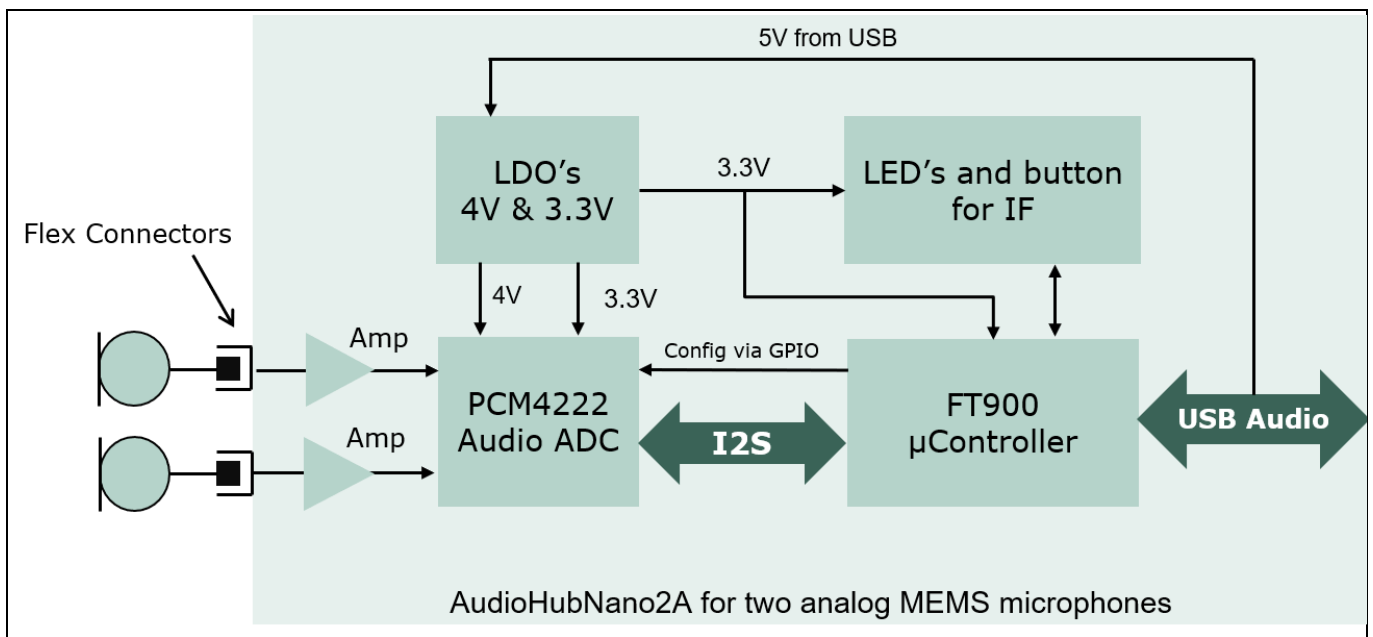 5V from USB
LDO's
4V & 3.3V
3.3V
LED's and button
for IF
Flex Connectors
4V
3.3V
Amp
Config via GPIO
PCM4222
Audio ADC
I2S
FT900
µController
USB Audio
Amp
AudioHubNano2A for two analog MEMS microphones